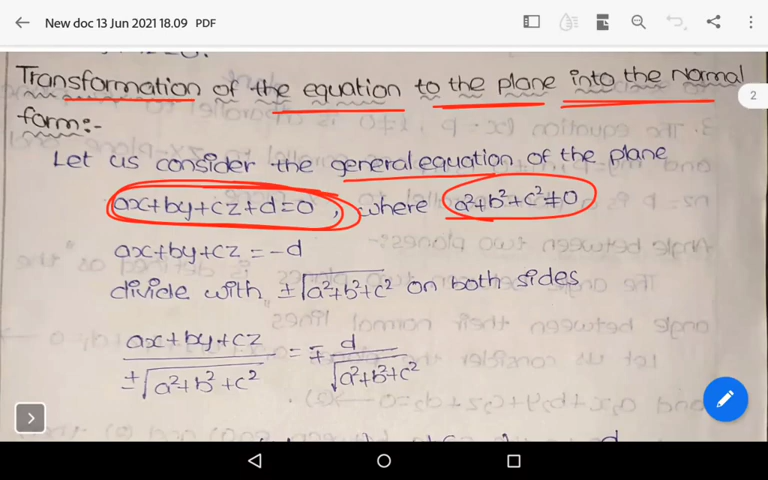 New doc 13 Jun 2021 18.09 PDF
Transformation of the equation to the plane into the Normal
2
form:-
Let us consider the general equation of the plane
ax+by+cz+d=0, where a²+b²+c²≠0
ax+by+cz=-d
divide with ±√a²+b²+c² on both sides
ax+by+cz / ±√a²+b²+c² = ∓ d / √a²+b²+c²